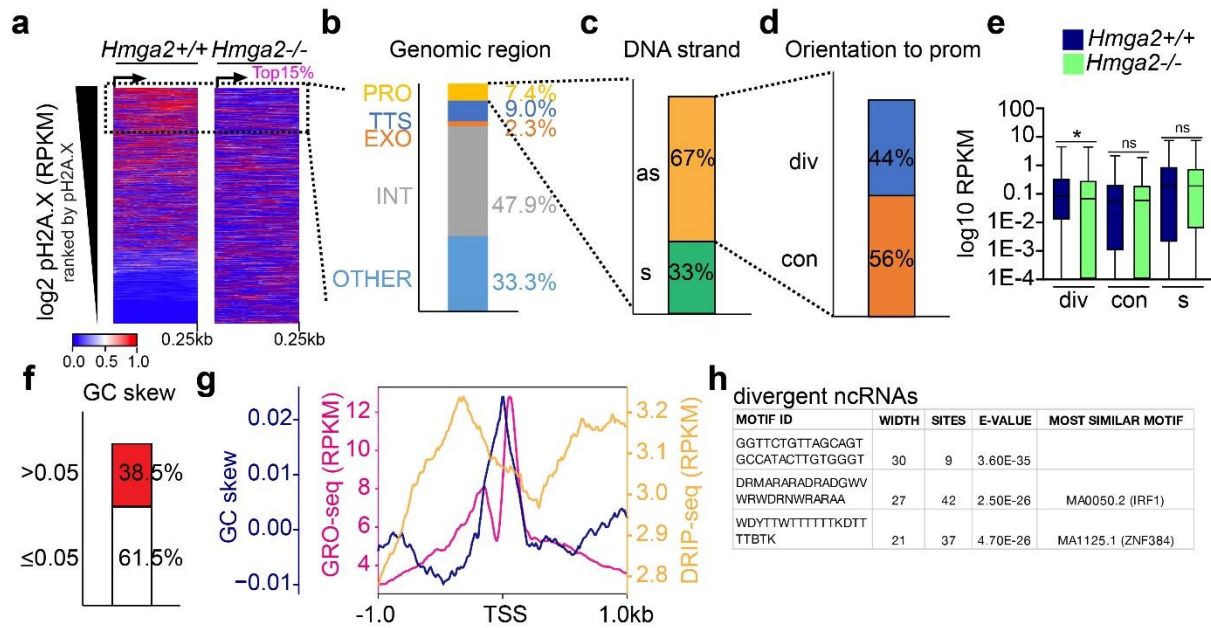 a
Hmga2+/+ Hmga2-/-
Top15%
log2 pH2A.X (RPKM)
ranked by pH2A.X
0.25kb 0.25kb
0.0 0.5 1.0
b
Genomic region
PRO 7.4%
TTS 9.0%
EXO 2.3%
INT 47.9%
OTHER 33.3%
c
DNA strand
as 67%
s 33%
d
Orientation to prom
div 44%
con 56%
e
Hmga2+/+
Hmga2-/-
log10 RPKM
100
10
1
0.1
1E-2
1E-3
1E-4
* ns ns
div con s
f
GC skew
>0.05 38.5%
≤0.05 61.5%
g
GC skew
0.02
0.01
0.00
−0.01
GRO-seq (RPKM)
12
10
8
6
4
DRIP-seq (RPKM)
3.2
3.1
3.0
2.9
2.8
-1.0 TSS 1.0kb
h
divergent ncRNAs
MOTIF ID WIDTH SITES E-VALUE MOST SIMILAR MOTIF
GGTTCTGTTAGCAGT
GCCATACTTGTGGGT 30 9 3.60E-35
DRMARARADRADGWV
WRWDRNWRARAA 27 42 2.50E-26 MA0050.2 (IRF1)
WDYTTWTTTTTTKDTT
TTBTK 21 37 4.70E-26 MA1125.1 (ZNF384)